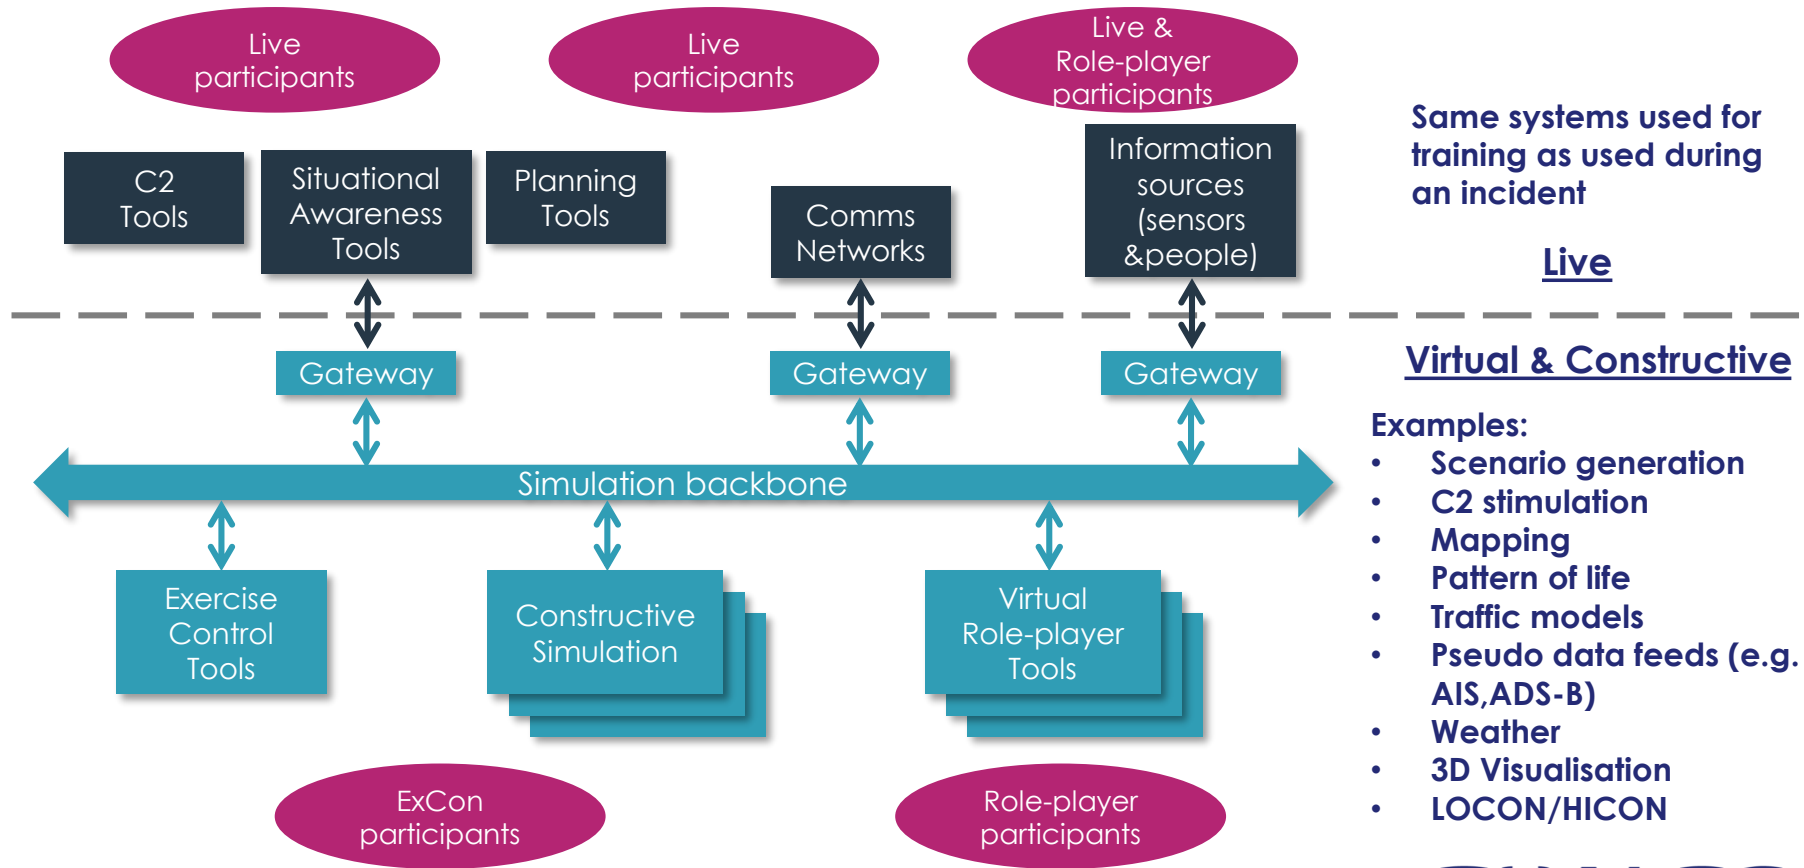 Live
participants
Live
participants
Live &
Role-player
participants
C2
Tools
Situational
Awareness
Tools
Planning
Tools
Comms
Networks
Information
sources
(sensors
&people)
Same systems used for
training as used during
an incident
Live
Gateway
Gateway
Gateway
Virtual & Constructive
Simulation backbone
Exercise
Control
Tools
Constructive
Simulation
Virtual
Role-player
Tools
ExCon
participants
Role-player
participants
Examples:
• Scenario generation
• C2 stimulation
• Mapping
• Pattern of life
• Traffic models
• Pseudo data feeds (e.g.
AIS,ADS-B)
• Weather
• 3D Visualisation
• LOCON/HICON